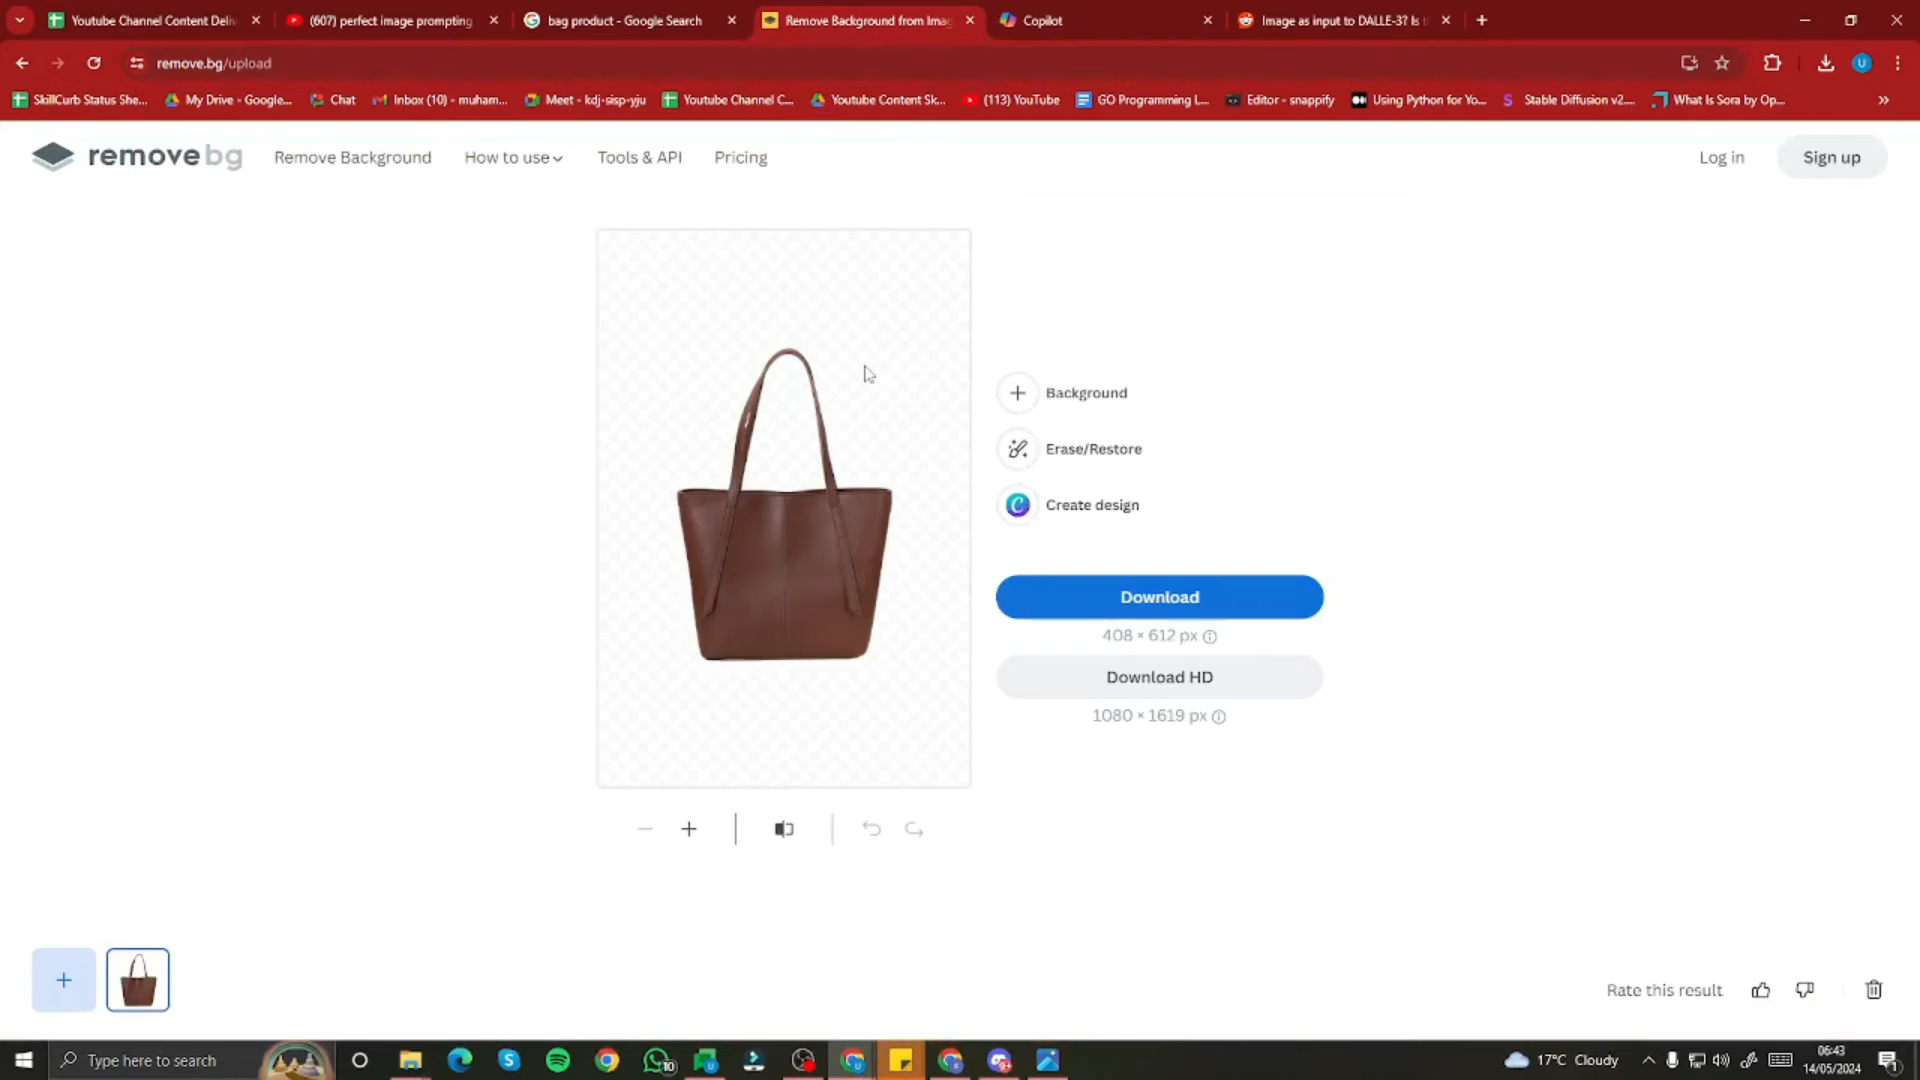 Youtube Channel Content Deliv
(607) perfect image prompting
bag product - Google Search
Remove Background from Imag
Copilot
Image as input to DALLE-3? Is t
remove.bg/upload
SkillCurb Status She...
My Drive - Google...
Chat
Inbox (10) - muham...
Meet - kdj-sisp-yju
Youtube Channel C...
Youtube Content Sk...
(113) YouTube
GO Programming L...
Editor - snappify
Using Python for Yo...
Stable Diffusion v2....
What Is Sora by Op...
removebg
Remove Background
How to use
Tools & API
Pricing
Log in
Sign up
Background
Erase/Restore
Create design
Download
408 × 612 px
Download HD
1080 × 1619 px
Rate this result
Type here to search
10
17°C Cloudy
06:43
14/05/2024